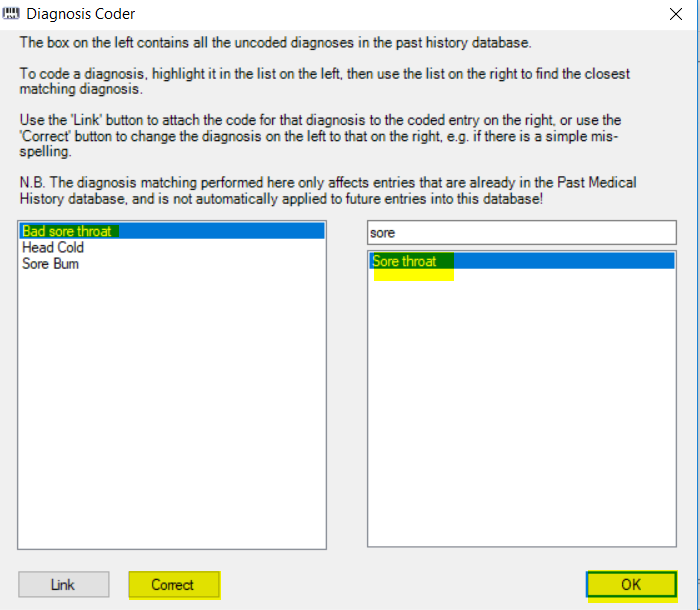 Diagnosis Coder
The box on the left contains all the uncoded diagnoses in the past history database.
To code a diagnosis, highlight it in the list on the left, then use the list on the right to find the closest
matching diagnosis.
Use the 'Link' button to attach the code for that diagnosis to the coded entry on the right, or use the
'Correct' button to change the diagnosis on the left to that on the right, e.g. if there is a simple mis-
spelling.
N.B. The diagnosis matching performed here only affects entries that are already in the Past Medical
History database, and is not automatically applied to future entries into this database!
Bad sore throat
Head Cold
Sore Bum
sore
Sore throat
Link
Correct
OK